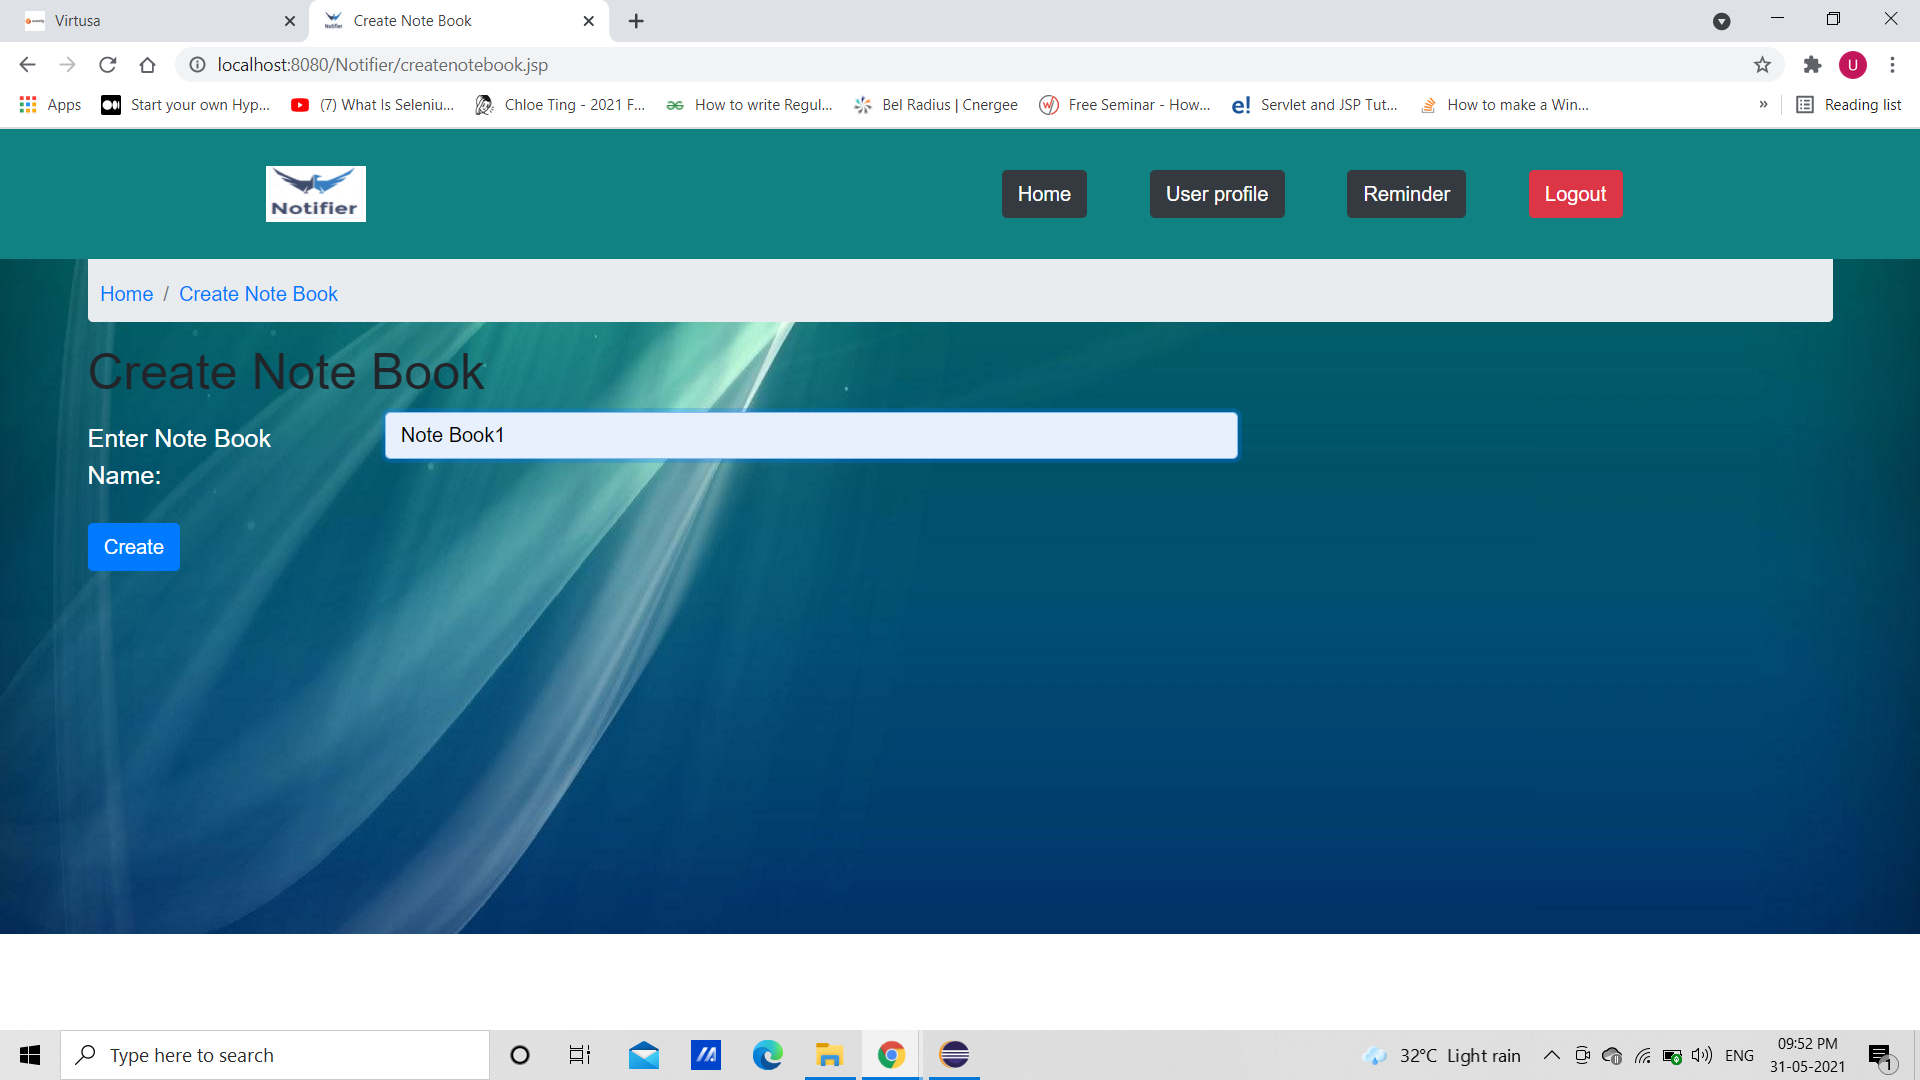 Virtusa
Create Note Book
localhost:8080/Notifier/createnotebook.jsp
U
Apps
Start your own Hyp...
(7) What Is Seleniu...
Chloe Ting - 2021 F...
How to write Regul...
Bel Radius | Cnergee
Free Seminar - How...
e!
Servlet and JSP Tut...
How to make a Win...
»
Reading list
Notifier
Home
User profile
Reminder
Logout
Home / Create Note Book
Create Note Book
Enter Note Book
Name:
Note Book1
Create
Type here to search
32°C Light rain
ENG
09:52 PM
31-05-2021
1